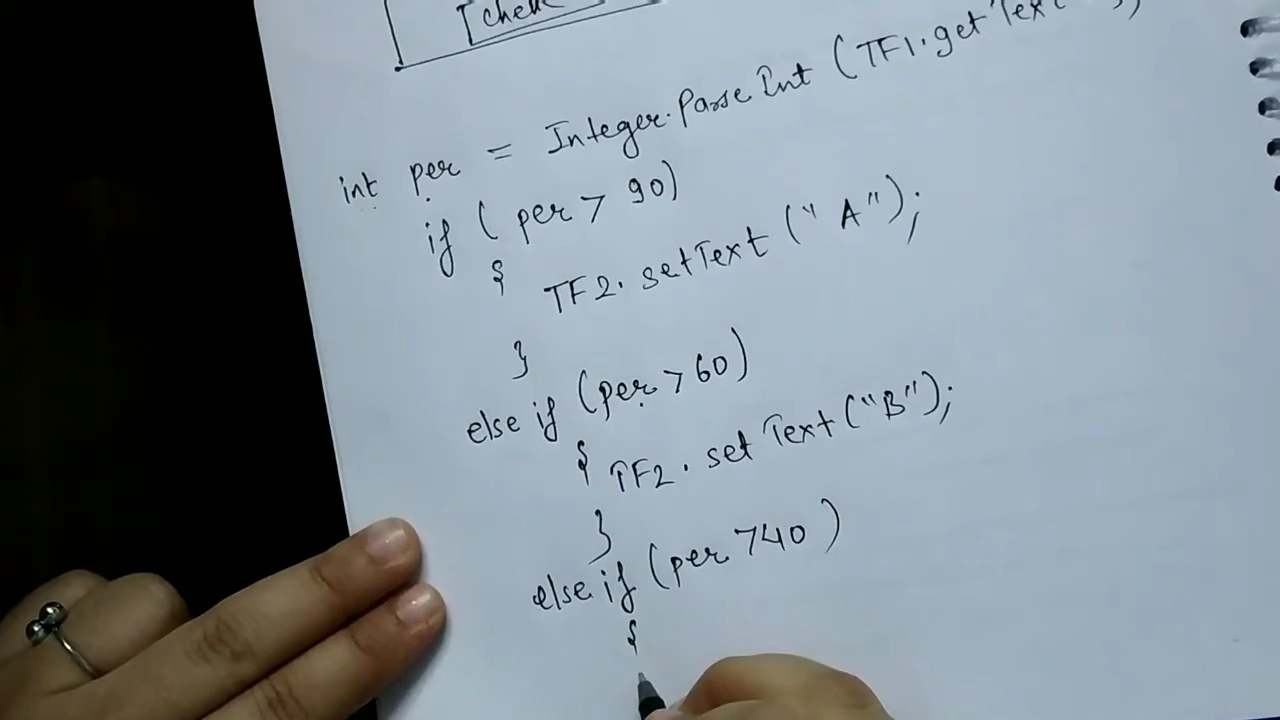 [chek
int per = Integer.ParseInt (TF1.getText
if ( per > 90)
{ TF2. setText (" A");
}
else if (per > 60)
{ TF2. set Text ("B");
}
else if (per > 40 )
{